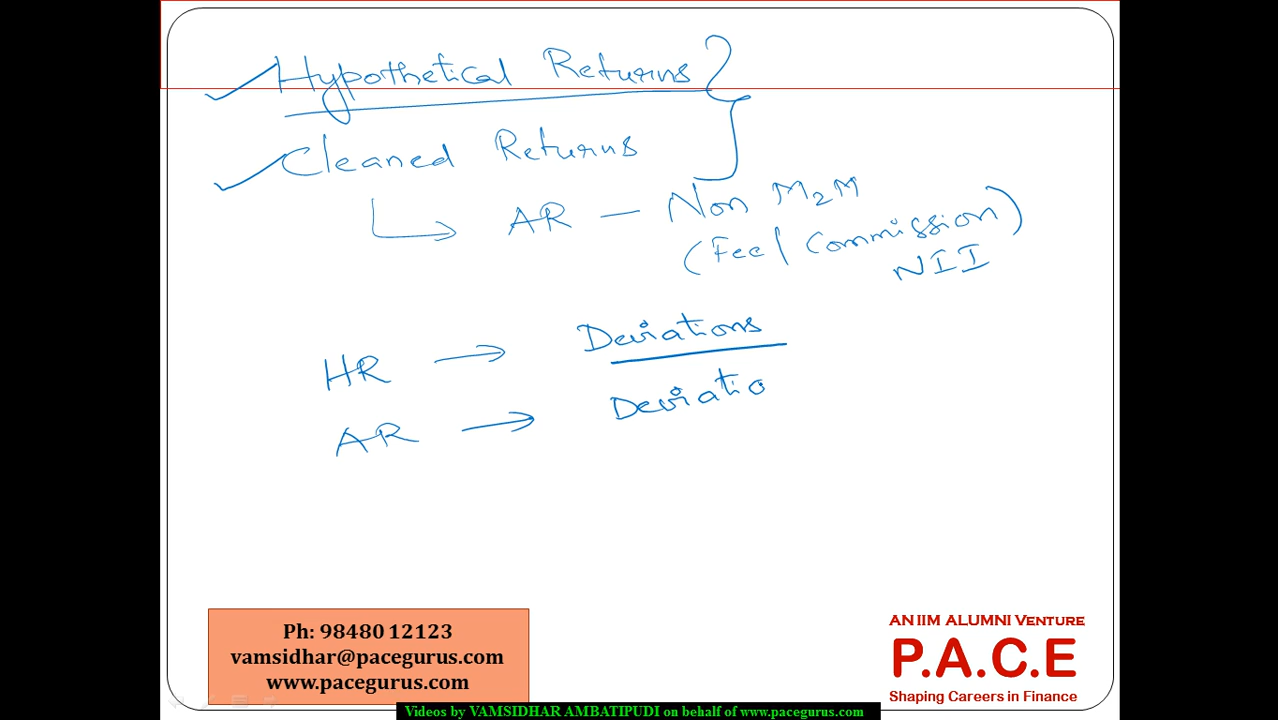 Hypothetical Returns
Cleaned Returns
AR — Non M2M
(Fee / Commission)
NII
HR → Deviations
AR → Deviatio
Ph: 98480 12123
vamsidhar@pacegurus.com
www.pacegurus.com
AN IIM ALUMNI VENTURE
P.A.C.E
Shaping Careers in Finance
Videos by VAMSIDHAR AMBATIPUDI on behalf of www.pacegurus.com